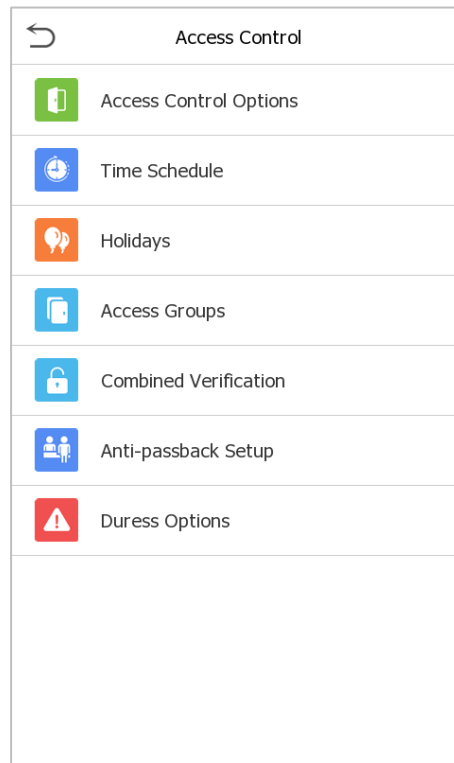 Access Control
Access Control Options
Time Schedule
Holidays
Access Groups
Combined Verification
Anti-passback Setup
Duress Options